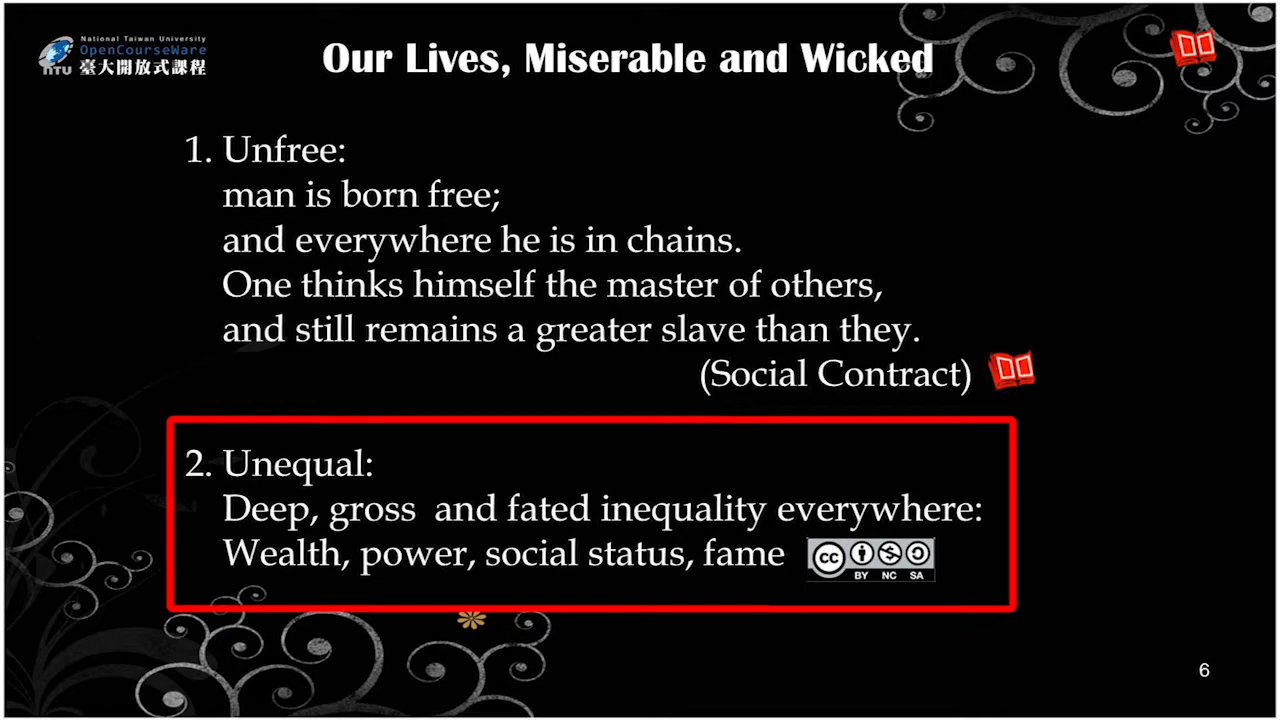 National Taiwan University
OpenCourseWare
NTU 臺大開放式課程
Our Lives, Miserable and Wicked
1. Unfree:
man is born free;
and everywhere he is in chains.
One thinks himself the master of others,
and still remains a greater slave than they.
(Social Contract)
2. Unequal:
Deep, gross and fated inequality everywhere:
Wealth, power, social status, fame
cc BY NC SA
6